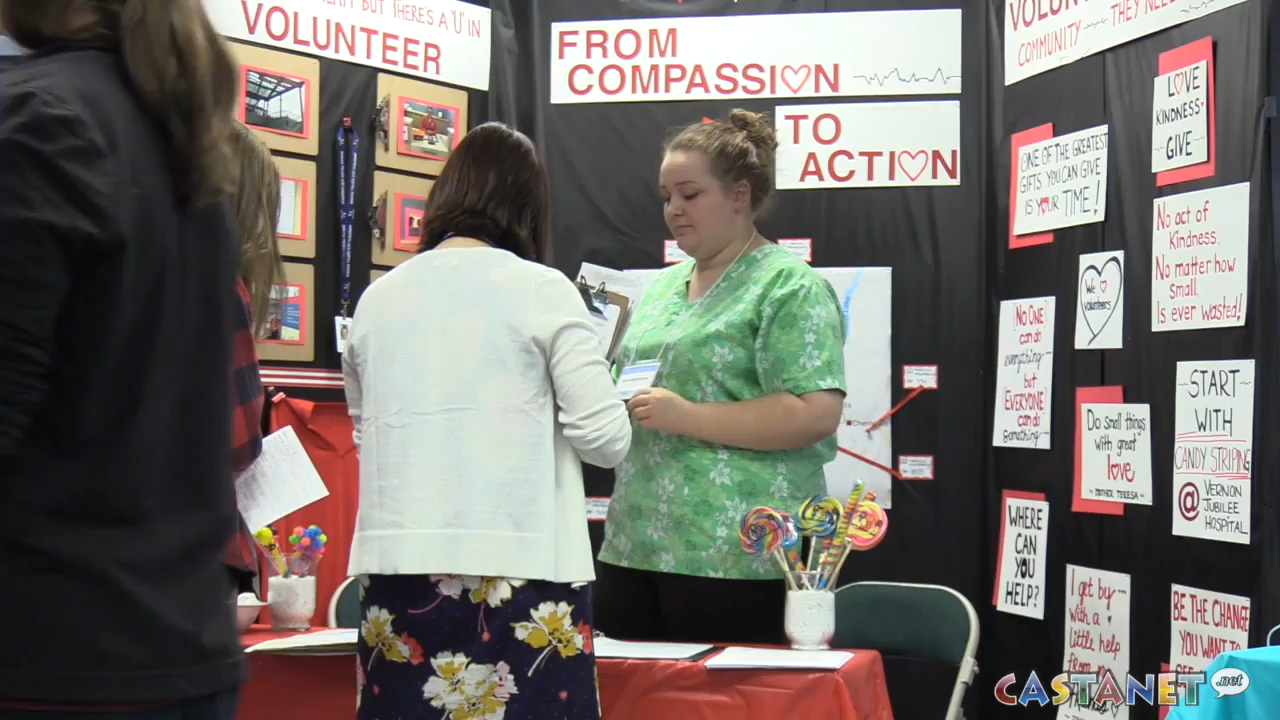 BUT THERE'S A 'U' IN
VOLUNTEER
FROM
COMPASSION
TO
ACTION
COMMUNITY THEY NEED
LOVE
KINDNESS
GIVE
ONE OF THE GREATEST
GIFTS YOU CAN GIVE
IS YOUR TIME!
No act of
Kindness,
No matter how
small,
Is ever wasted!
We
volunteers
No ONE
can do
everything...
but
EVERYONE
can do
Something...
Do small things
with great
love
~ MOTHER TERESA ~
START
WITH
CANDY STRIPING
@ VERNON
JUBILEE
HOSPITAL
WHERE
CAN
YOU
HELP?
I get by...
with a
little help
from my
BE THE CHANGE
YOU WANT TO
CASTANET.net